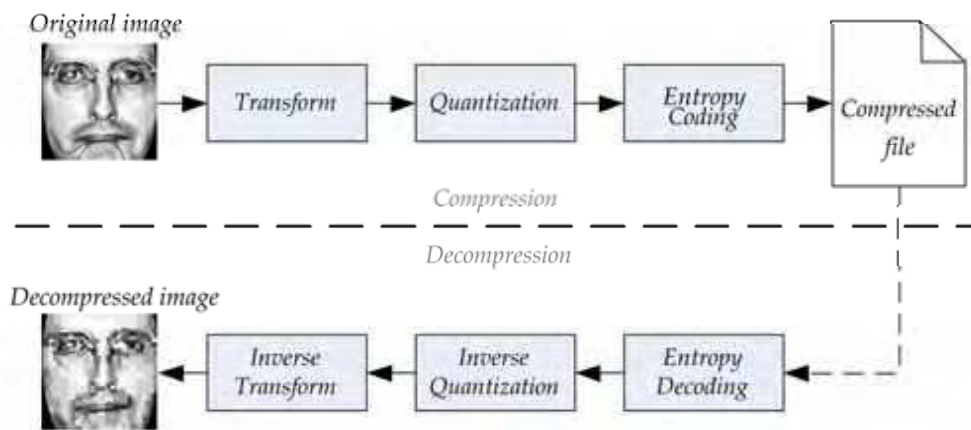 Original image
Transform
Quantization
Entropy
Coding
Compressed
file
Compression
Decompression
Decompressed image
Inverse
Transform
Inverse
Quantization
Entropy
Decoding